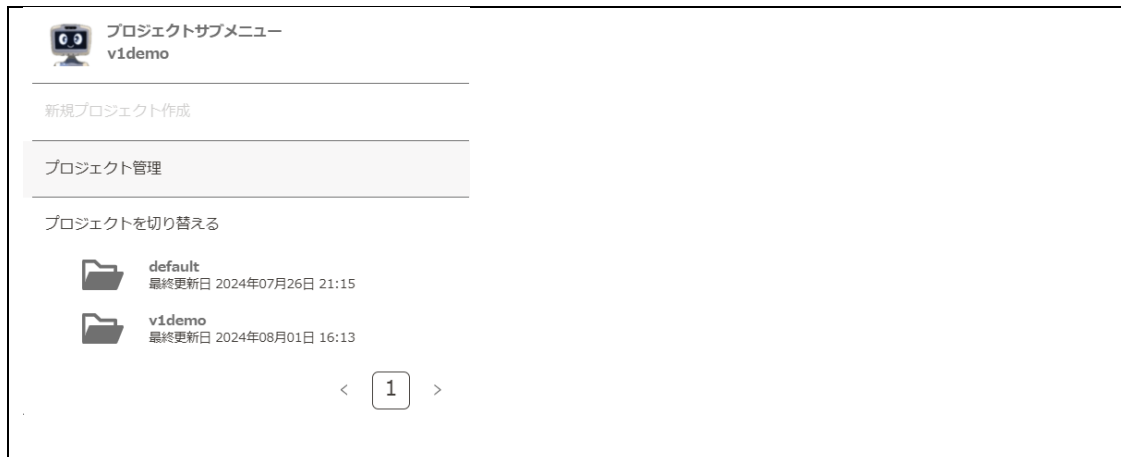 プロジェクトサブメニュー
v1demo
新規プロジェクト作成
プロジェクト管理
プロジェクトを切り替える
default
最終更新日 2024年07月26日 21:15
v1demo
最終更新日 2024年08月01日 16:13
< 1 >